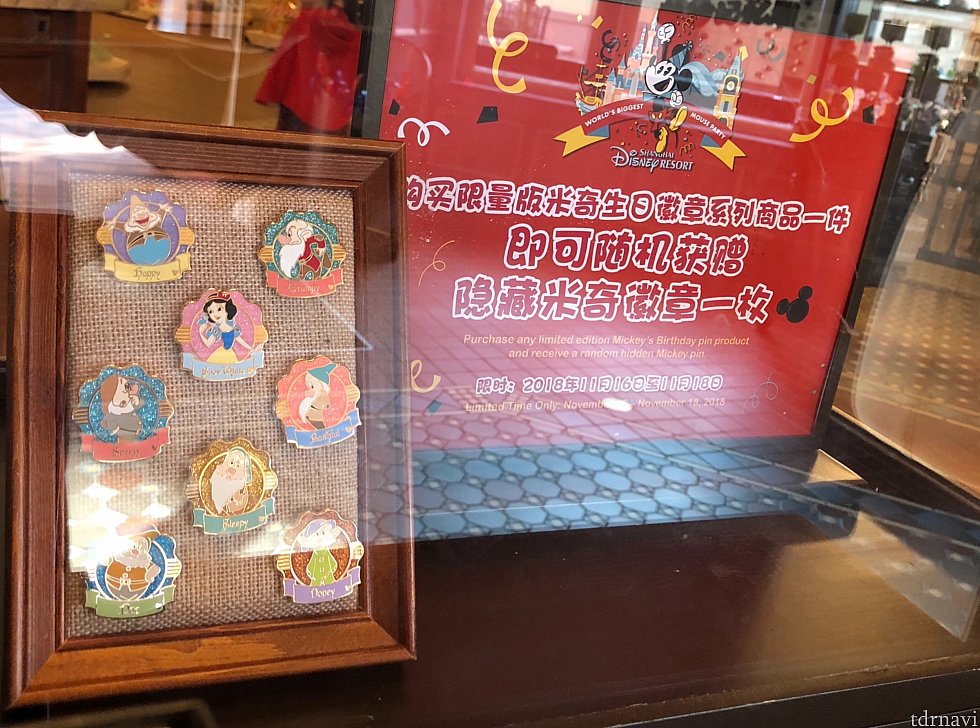 WORLD'S BIGGEST MOUSE PARTY
SHANGHAI
Disney RESORT
购买限量版米奇生日徽章系列商品一件
即可随机获赠
隐藏米奇徽章一枚
Purchase any limited edition Mickey's Birthday pin product
and receive a random hidden Mickey pin.
限时：2018年11月16日至11月18日
Limited Time Only: November - November 18, 2018
Happy
Grumpy
Snow White
Sneezy
Bashful
Sleepy
Doc
Dopey
tdrnavi